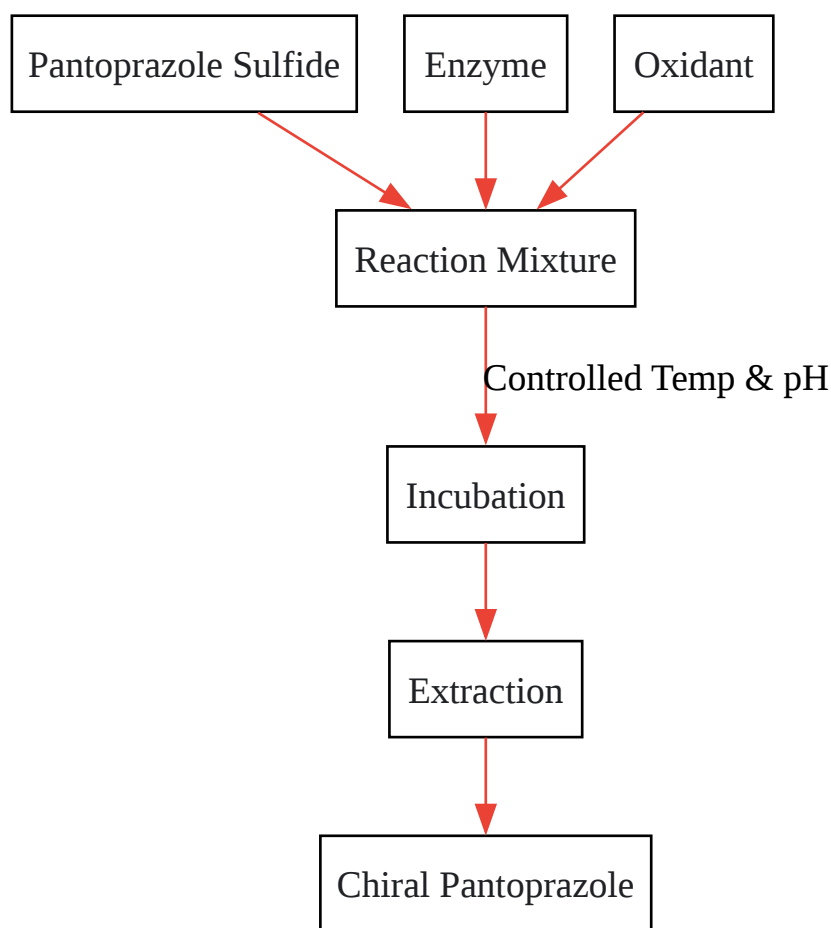 Pantoprazole Sulfide
Enzyme
Oxidant
Reaction Mixture
Controlled Temp & pH
Incubation
Extraction
Chiral Pantoprazole